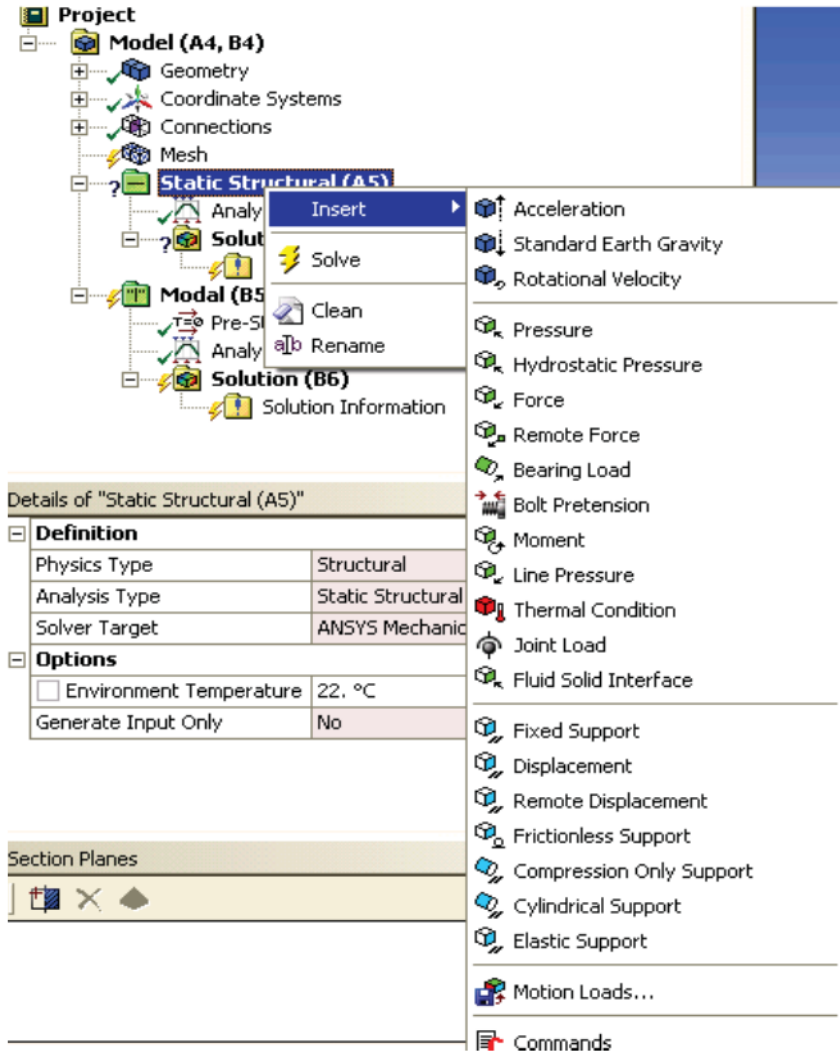 Project
Model (A4, B4)
Geometry
Coordinate Systems
Connections
Mesh
Static Structural (A5)
Analy
Solut
Modal (B5
T=0 Pre-S
Analy
Solution (B6)
Solution Information
Insert
Solve
Clean
a|b Rename
Acceleration
Standard Earth Gravity
Rotational Velocity
Pressure
Hydrostatic Pressure
Force
Remote Force
Bearing Load
Bolt Pretension
Moment
Line Pressure
Thermal Condition
Joint Load
Fluid Solid Interface
Fixed Support
Displacement
Remote Displacement
Frictionless Support
Compression Only Support
Cylindrical Support
Elastic Support
Motion Loads...
Commands
Details of "Static Structural (A5)"
Definition
Physics Type Structural
Analysis Type Static Structural
Solver Target ANSYS Mechanic
Options
Environment Temperature 22. °C
Generate Input Only No
Section Planes